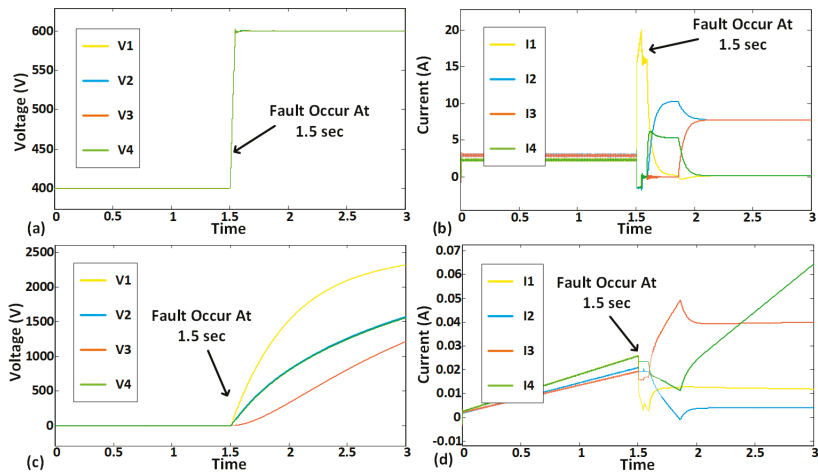 600
550
500
450
400
Voltage (V)
V1
V2
V3
V4
Fault Occur At
1.5 sec
(a)
0
0.5
1
1.5
2
2.5
3
Time
20
15
10
5
0
Current (A)
I1
I2
I3
I4
Fault Occur At
1.5 sec
(b)
0
0.5
1
1.5
2
2.5
3
Time
2500
2000
1500
1000
500
0
Voltage (V)
V1
V2
V3
V4
Fault Occur At
1.5 sec
(c)
0
0.5
1
1.5
2
2.5
3
Time
0.07
0.06
0.05
0.04
0.03
0.02
0.01
0
-0.01
Current (A)
I1
I2
I3
I4
Fault Occur At
1.5 sec
(d)
0
0.5
1
1.5
2
2.5
3
Time